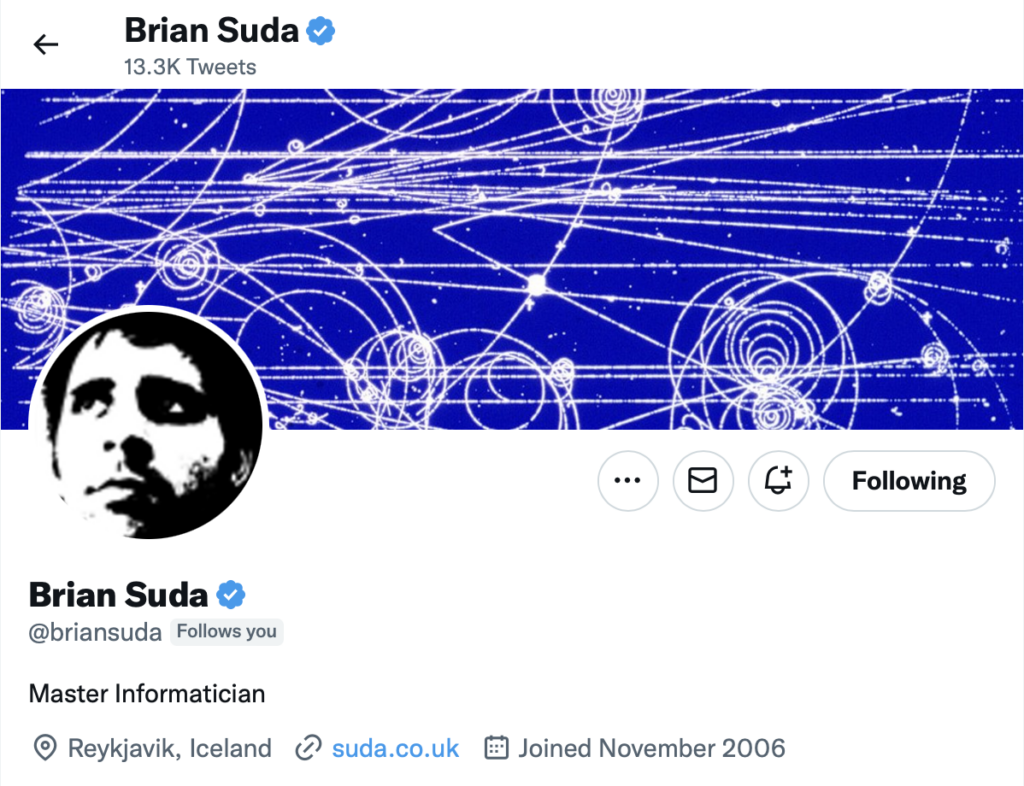 Brian Suda
13.3K Tweets
Following
Brian Suda
@briansuda Follows you
Master Informatician
Reykjavik, Iceland suda.co.uk Joined November 2006